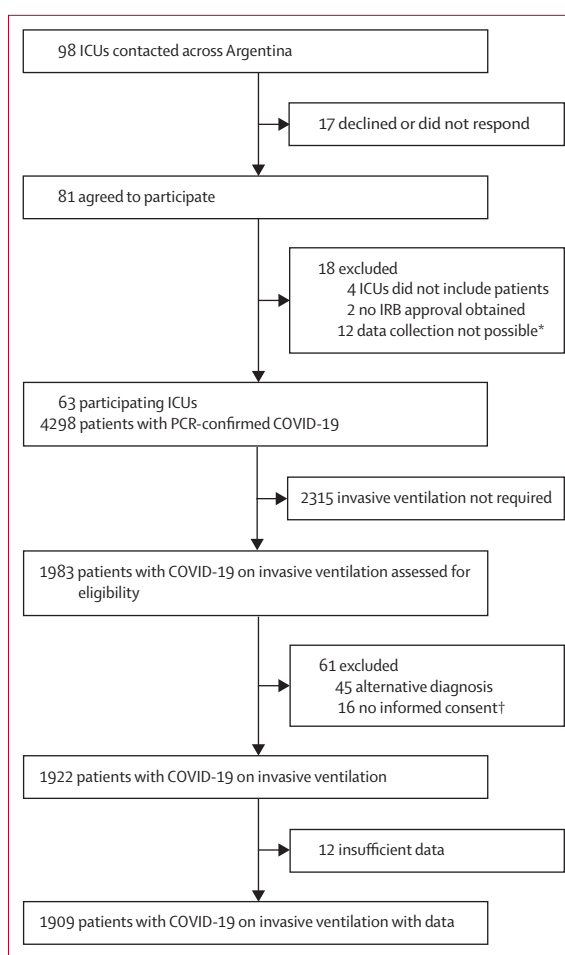 98 ICUs contacted across Argentina
17 declined or did not respond
81 agreed to participate
18 excluded
4 ICUs did not include patients
2 no IRB approval obtained
12 data collection not possible*
63 participating ICUs
4298 patients with PCR-confirmed COVID-19
2315 invasive ventilation not required
1983 patients with COVID-19 on invasive ventilation assessed for
eligibility
61 excluded
45 alternative diagnosis
16 no informed consent†
1922 patients with COVID-19 on invasive ventilation
12 insufficient data
1909 patients with COVID-19 on invasive ventilation with data